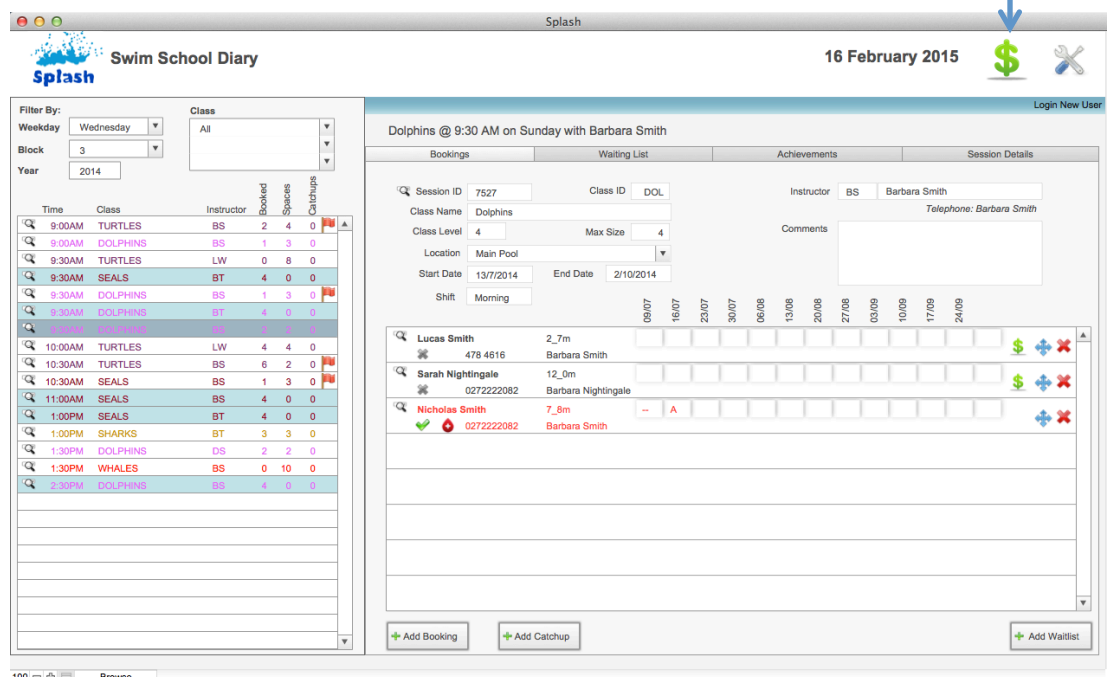 Splash
Splash Swim School Diary 16 February 2015
Login New User
Filter By: Class
Weekday Wednesday All
Block 3
Year 2014
Time Class Instructor Booked Spaces Catchups
9:00AM TURTLES BS 2 4 0
9:00AM DOLPHINS BS 1 3 0
9:30AM TURTLES LW 0 8 0
9:30AM SEALS BT 4 0 0
9:30AM DOLPHINS BS 1 3 0
9:30AM DOLPHINS BT 4 0 0
9:30AM DOLPHINS BS 2 2 0
10:00AM TURTLES LW 4 4 0
10:30AM TURTLES BS 6 2 0
10:30AM SEALS BS 1 3 0
11:00AM SEALS BS 4 0 0
1:00PM SEALS BT 4 0 0
1:00PM SHARKS BT 3 3 0
1:30PM DOLPHINS DS 2 2 0
1:30PM WHALES BS 0 10 0
2:30PM DOLPHINS BS 4 0 0
Dolphins @ 9:30 AM on Sunday with Barbara Smith
Bookings Waiting List Achievements Session Details
Session ID 7527 Class ID DOL Instructor BS Barbara Smith
Class Name Dolphins Telephone: Barbara Smith
Class Level 4 Max Size 4 Comments
Location Main Pool
Start Date 13/7/2014 End Date 2/10/2014
Shift Morning
09/07 16/07 23/07 30/07 06/08 13/08 20/08 27/08 03/09 10/09 17/09 24/09
Lucas Smith 2_7m
478 4616 Barbara Smith
Sarah Nightingale 12_0m
0272222082 Barbara Nightingale
Nicholas Smith 7_8m -- A
0272222082 Barbara Smith
Add Booking Add Catchup Add Waitlist
100 Browse